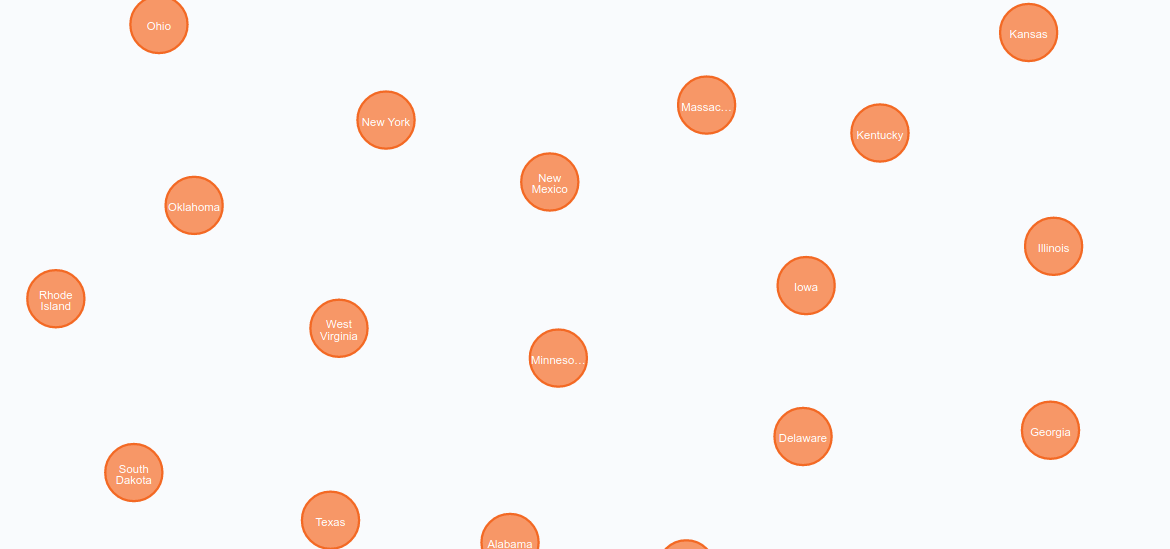 Ohio
Kansas
Massac…
New York
Kentucky
New
Mexico
Oklahoma
Illinois
Iowa
Rhode
Island
West
Virginia
Minneso…
Georgia
Delaware
South
Dakota
Texas
Alabama